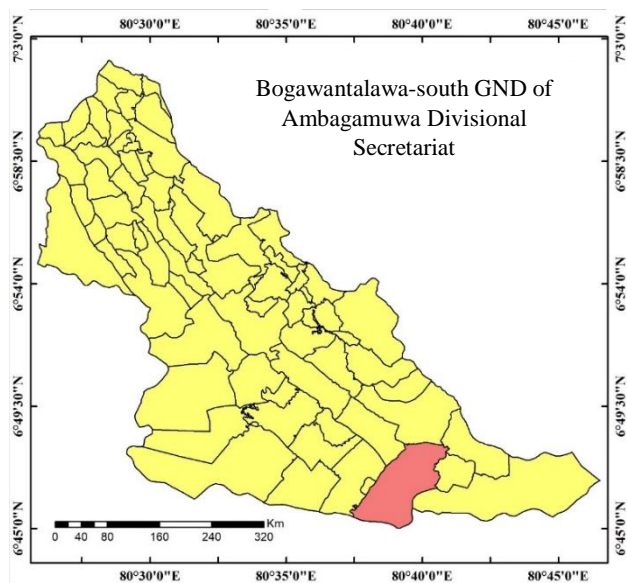 80°30'0"E 80°35'0"E 80°40'0"E 80°45'0"E
7°3'0"N 7°3'0"N
Bogawantalawa-south GND of
Ambagamuwa Divisional
Secretariat
6°58'30"N 6°58'30"N
6°54'0"N 6°54'0"N
6°49'30"N 6°49'30"N
6°45'0"N 6°45'0"N
Km
0 20 40 80 160 240 320
80°30'0"E 80°35'0"E 80°40'0"E 80°45'0"E